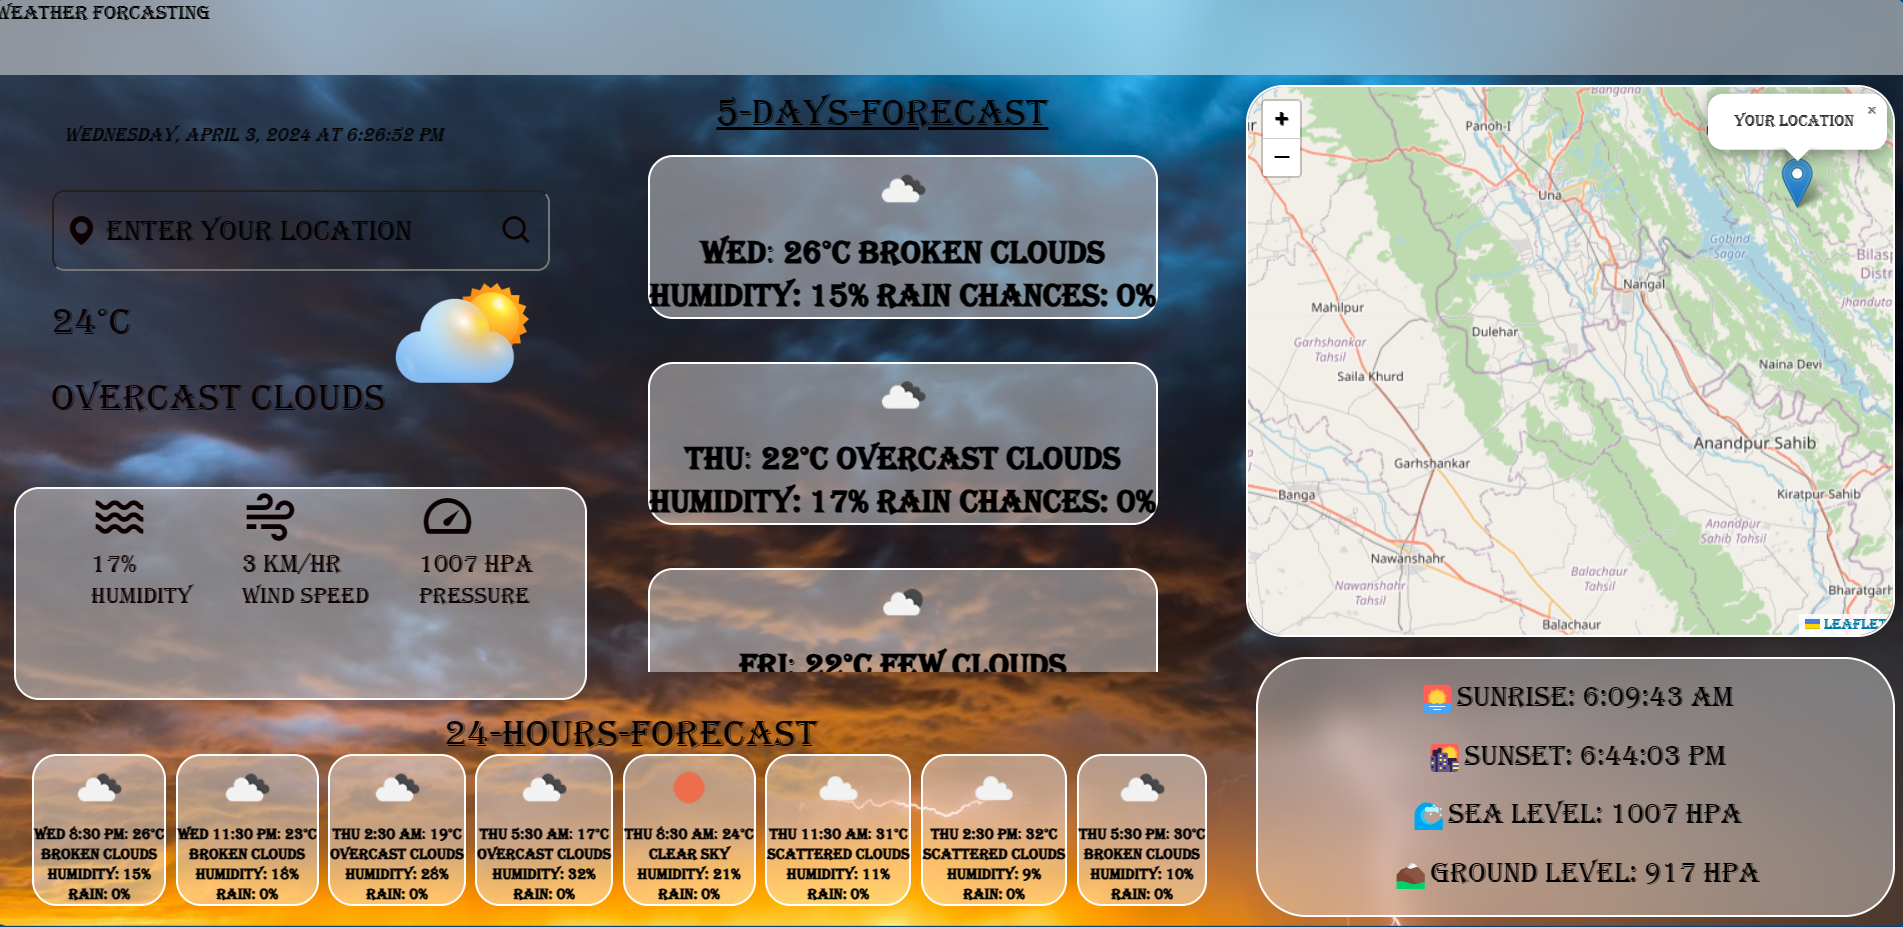 WEATHER FORCASTING
WEDNESDAY, APRIL 3, 2024 AT 6:26:52 PM
ENTER YOUR LOCATION
24°C
OVERCAST CLOUDS
17%
HUMIDITY
3 KM/HR
WIND SPEED
1007 HPA
PRESSURE
5-DAYS-FORECAST
WED: 26°C BROKEN CLOUDS
HUMIDITY: 15% RAIN CHANCES: 0%
THU: 22°C OVERCAST CLOUDS
HUMIDITY: 17% RAIN CHANCES: 0%
FRI: 22°C FEW CLOUDS
24-HOURS-FORECAST
WED 8:30 PM: 26°C
BROKEN CLOUDS
HUMIDITY: 15%
RAIN: 0%
WED 11:30 PM: 23°C
BROKEN CLOUDS
HUMIDITY: 18%
RAIN: 0%
THU 2:30 AM: 19°C
OVERCAST CLOUDS
HUMIDITY: 28%
RAIN: 0%
THU 5:30 AM: 17°C
OVERCAST CLOUDS
HUMIDITY: 32%
RAIN: 0%
THU 8:30 AM: 24°C
CLEAR SKY
HUMIDITY: 21%
RAIN: 0%
THU 11:30 AM: 31°C
SCATTERED CLOUDS
HUMIDITY: 11%
RAIN: 0%
THU 2:30 PM: 32°C
SCATTERED CLOUDS
HUMIDITY: 9%
RAIN: 0%
THU 5:30 PM: 30°C
BROKEN CLOUDS
HUMIDITY: 10%
RAIN: 0%
+
−
YOUR LOCATION
×
Bangana
Panoh-I
Una
Gobind
Sagar
Bilasp
Distr
Nangal
Jhanduta
Mahilpur
Dulehar
Garhshankar
Tahsil
Saila Khurd
Naina Devi
Anandpur Sahib
Garhshankar
Banga
Kiratpur Sahib
Anandpur
Sahib Tahsil
Nawanshahr
Nawanshahr
Tahsil
Balachaur
Tahsil
Bharatgarh
Balachaur
LEAFLET
SUNRISE: 6:09:43 AM
SUNSET: 6:44:03 PM
SEA LEVEL: 1007 HPA
GROUND LEVEL: 917 HPA